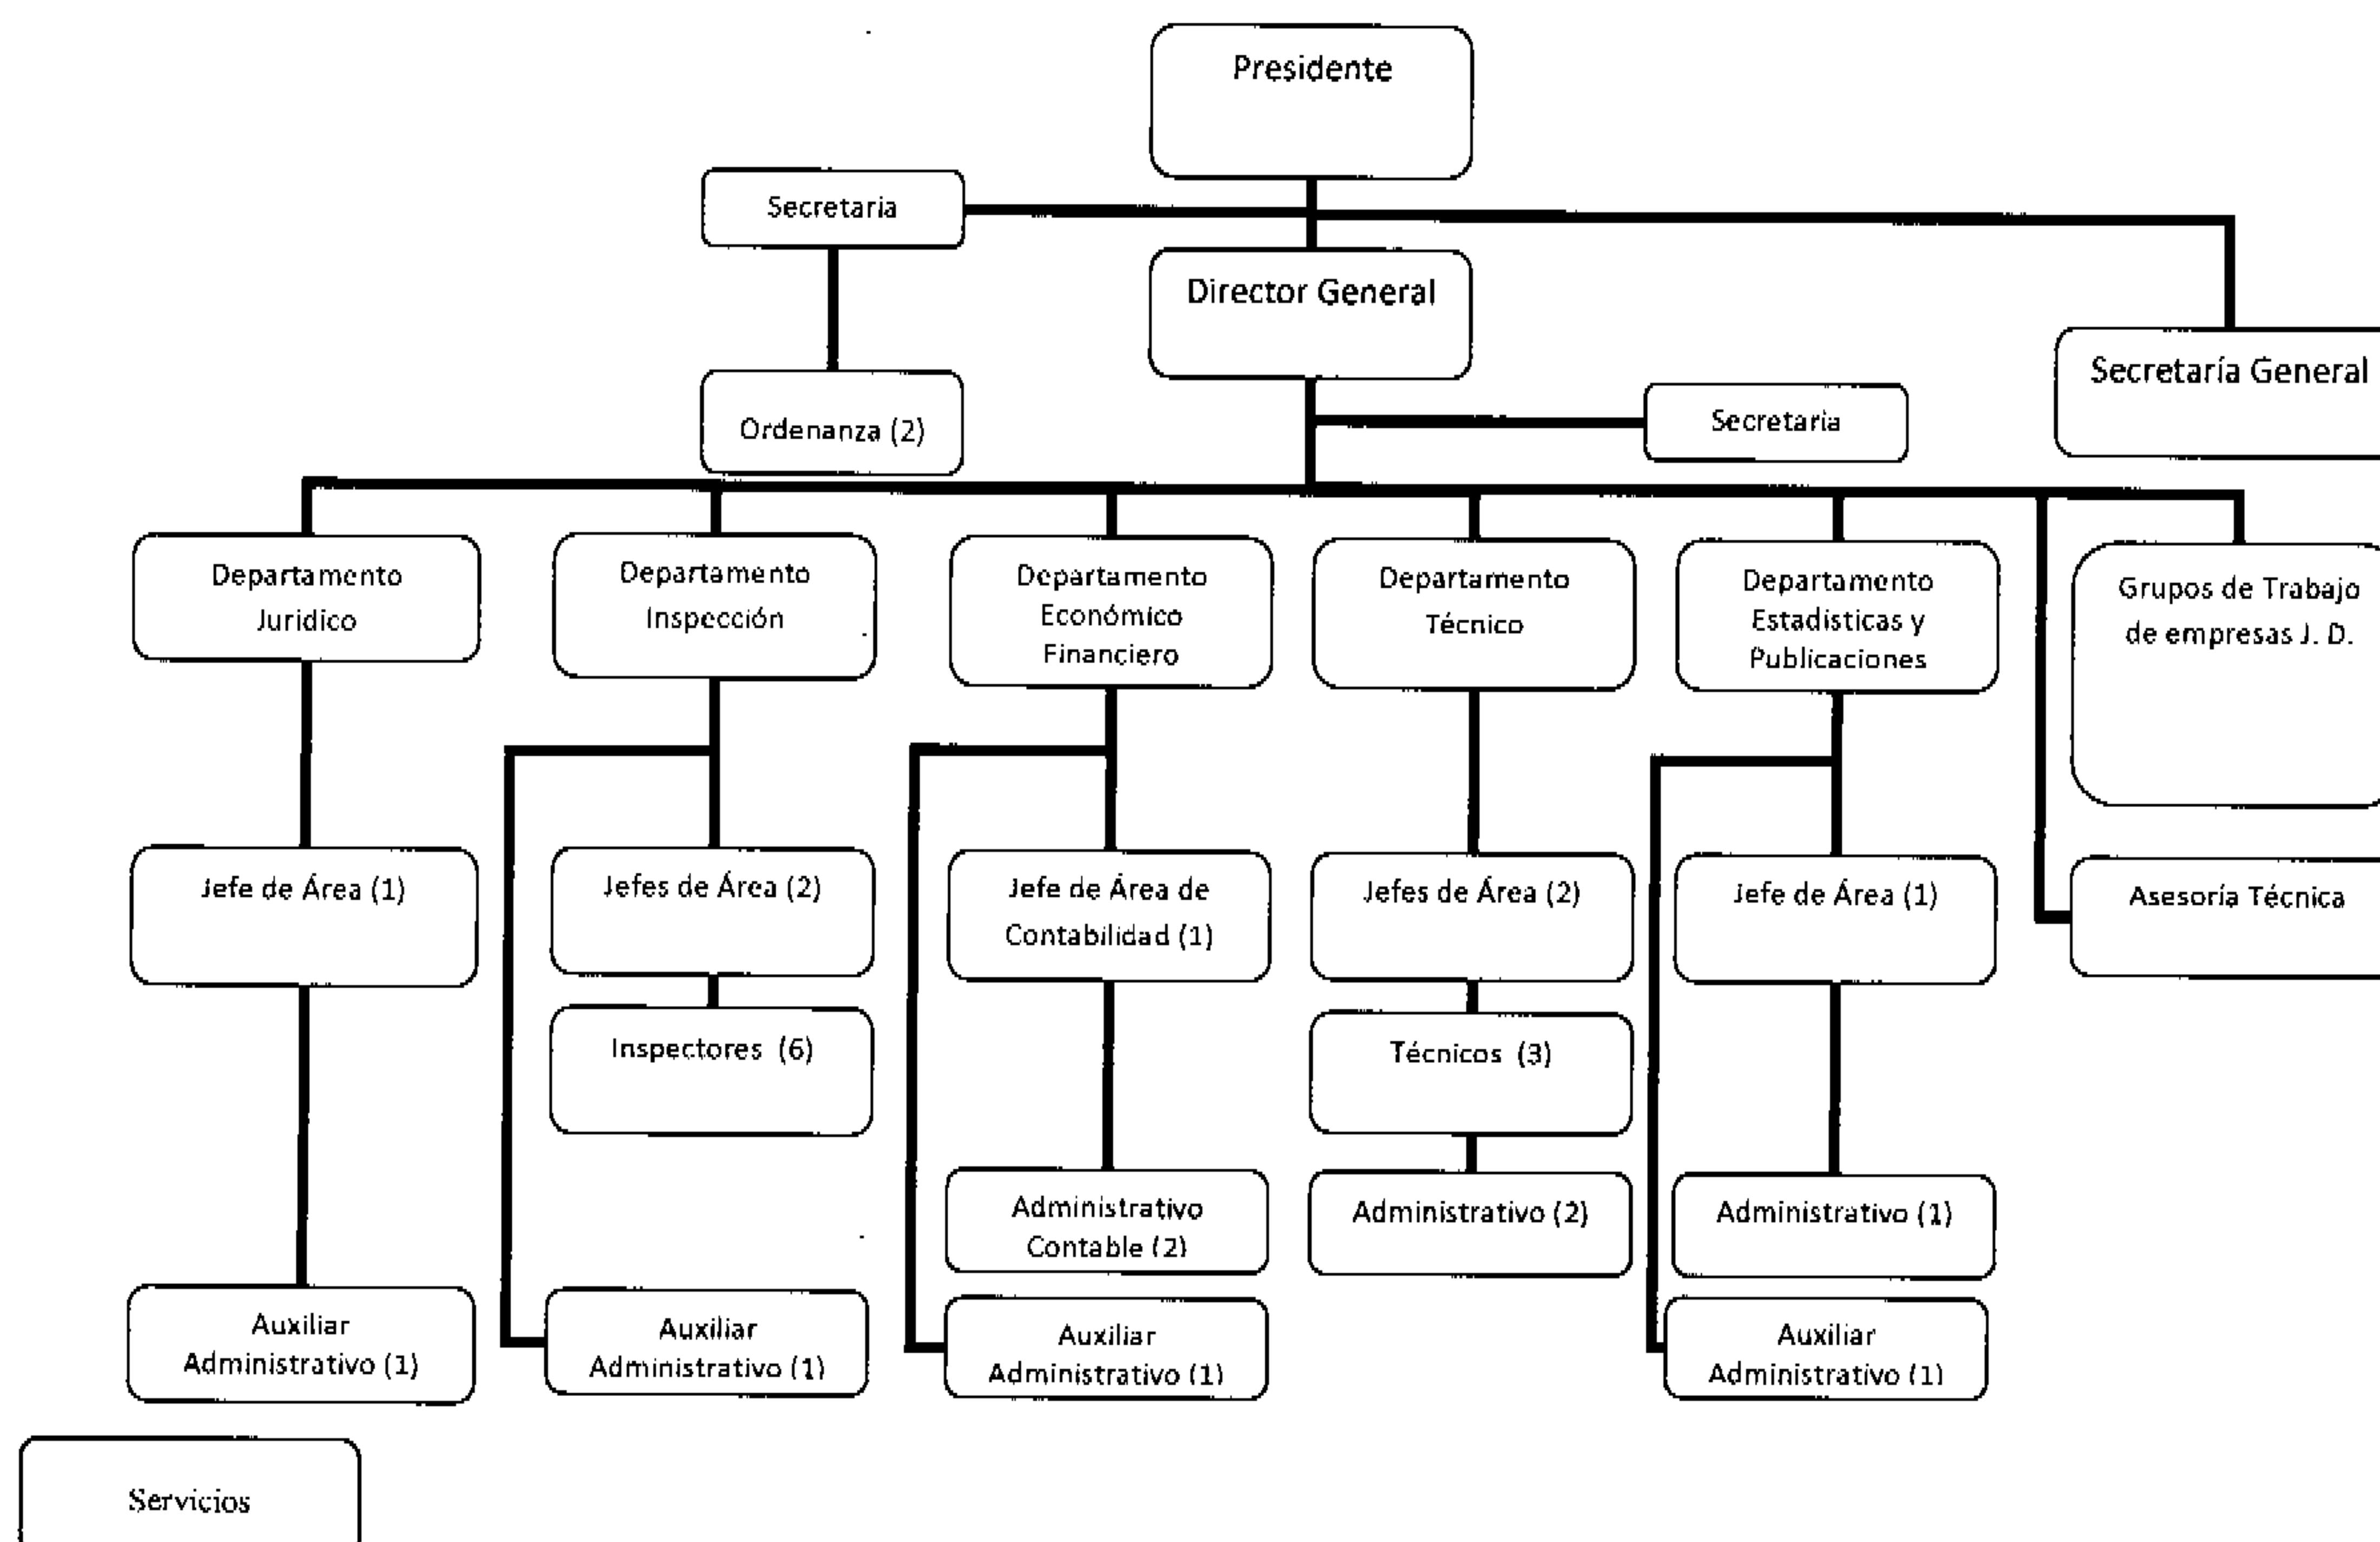 Presidente
Secretaria
Director General
Secretaría General
Ordenanza (2)
Secretaria
Departamento
Juridico
Departamento
Inspección
Departamento
Económico
Financiero
Departamento
Técnico
Departamento
Estadisticas y
Publicaciones
Grupos de Trabajo
de empresas J. D.
Jefe de Área (1)
Jefes de Área (2)
Jefe de Área de
Contabilidad (1)
Jefes de Área (2)
Jefe de Área (1)
Asesoría Técnica
Inspectores (6)
Técnicos (3)
Administrativo
Contable (2)
Administrativo (2)
Administrativo (1)
Auxiliar
Administrativo (1)
Auxiliar
Administrativo (1)
Auxiliar
Administrativo (1)
Auxiliar
Administrativo (1)
Servicios